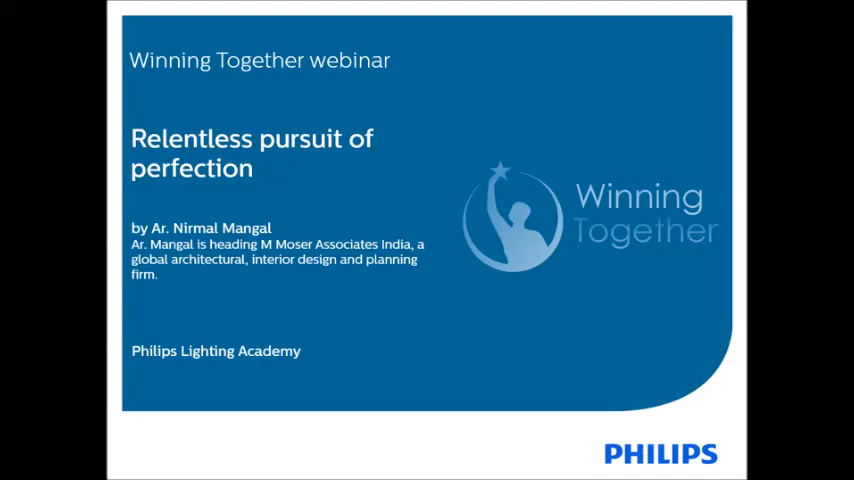 Winning Together webinar
Relentless pursuit of
perfection
by Ar. Nirmal Mangal
Ar. Mangal is heading M Moser Associates India, a
global architectural, interior design and planning
firm.
Winning
Together
Philips Lighting Academy
PHILIPS